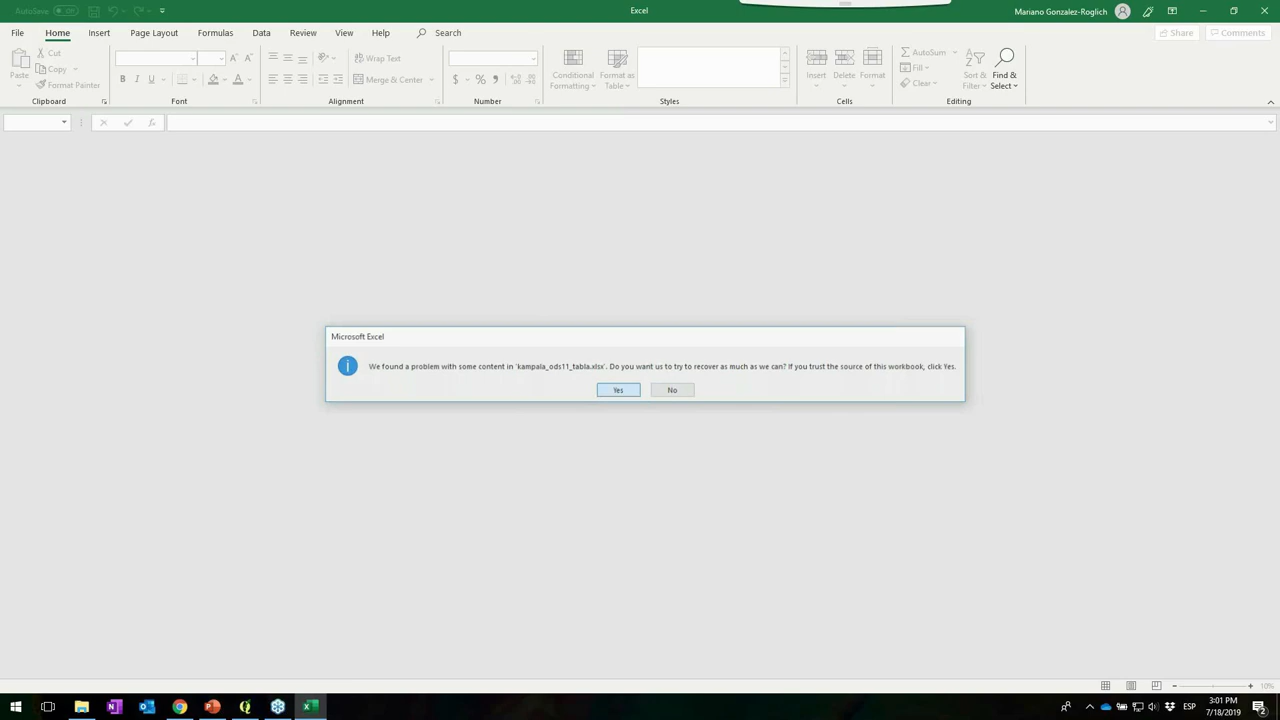 AutoSave Off
Excel
Mariano Gonzalez-Roglich
File Home Insert Page Layout Formulas Data Review View Help Search
Share Comments
Paste
Cut
Copy
Format Painter
Clipboard
B I U
Font
Wrap Text
Merge & Center
Alignment
$ %
Number
Conditional Formatting
Format as Table
Styles
Insert
Delete
Format
Cells
AutoSum
Fill
Clear
Sort & Filter
Find & Select
Editing
fx
Microsoft Excel
We found a problem with some content in 'kampala_ods11_tabla.xlsx'. Do you want us to try to recover as much as we can? If you trust the source of this workbook, click Yes.
Yes No
10%
ESP
3:01 PM
7/18/2019